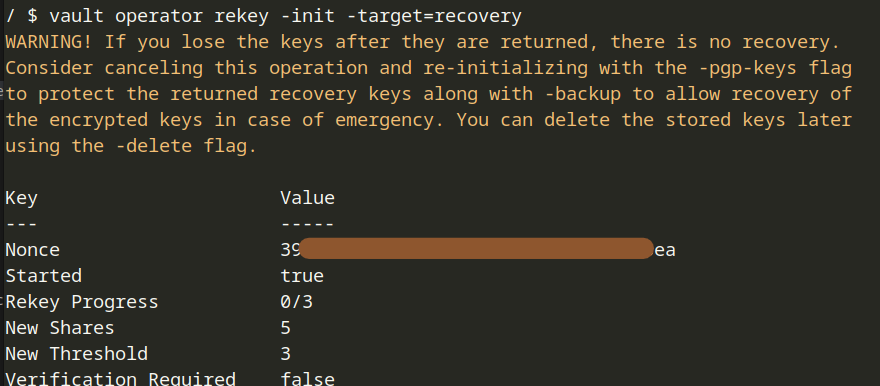 / $ vault operator rekey -init -target=recovery
WARNING! If you lose the keys after they are returned, there is no recovery.
Consider canceling this operation and re-initializing with the -pgp-keys flag
to protect the returned recovery keys along with -backup to allow recovery of
the encrypted keys in case of emergency. You can delete the stored keys later
using the -delete flag.
Key Value
--- -----
Nonce 39 ea
Started true
Rekey Progress 0/3
New Shares 5
New Threshold 3
Verification Required false